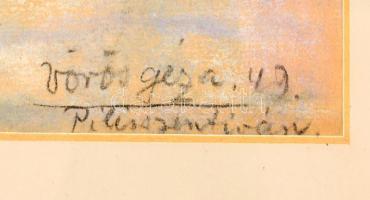 Vörös géza. 49.
Pilisszentiván.